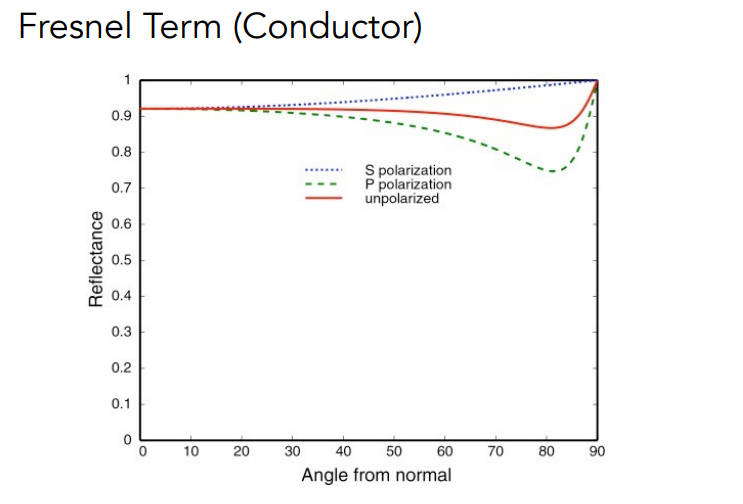 Fresnel Term (Conductor)
1
0.9
0.8
0.7
0.6
0.5
0.4
0.3
0.2
0.1
0
Reflectance
S polarization
P polarization
unpolarized
0 10 20 30 40 50 60 70 80 90
Angle from normal